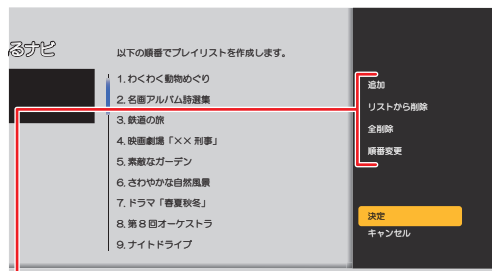 るナビ
以下の順番でプレイリストを作成します。
1. わくわく動物めぐり
2. 名画アルバム詩選集
3. 鉄道の旅
4. 映画劇場「×× 刑事」
5. 素敵なガーデン
6. さわやかな自然風景
7. ドラマ「春夏秋冬」
8. 第8回オーケストラ
9. ナイトドライブ
追加
リストから削除
全削除
順番変更
決定
キャンセル